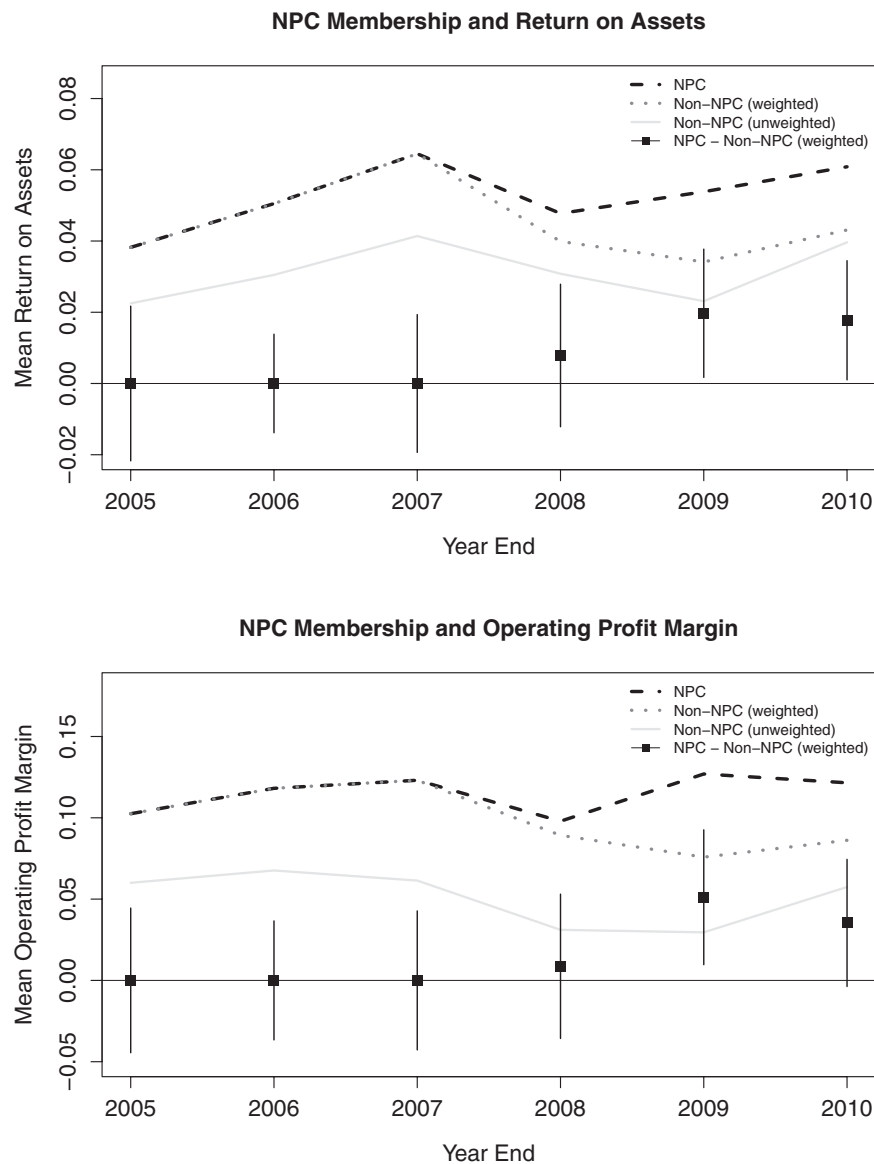 NPC Membership and Return on Assets
Mean Return on Assets
0.08
0.06
0.04
0.02
0.00
−0.02
NPC
Non−NPC (weighted)
Non−NPC (unweighted)
NPC − Non−NPC (weighted)
2005 2006 2007 2008 2009 2010
Year End
NPC Membership and Operating Profit Margin
Mean Operating Profit Margin
0.15
0.10
0.05
0.00
−0.05
NPC
Non−NPC (weighted)
Non−NPC (unweighted)
NPC − Non−NPC (weighted)
2005 2006 2007 2008 2009 2010
Year End